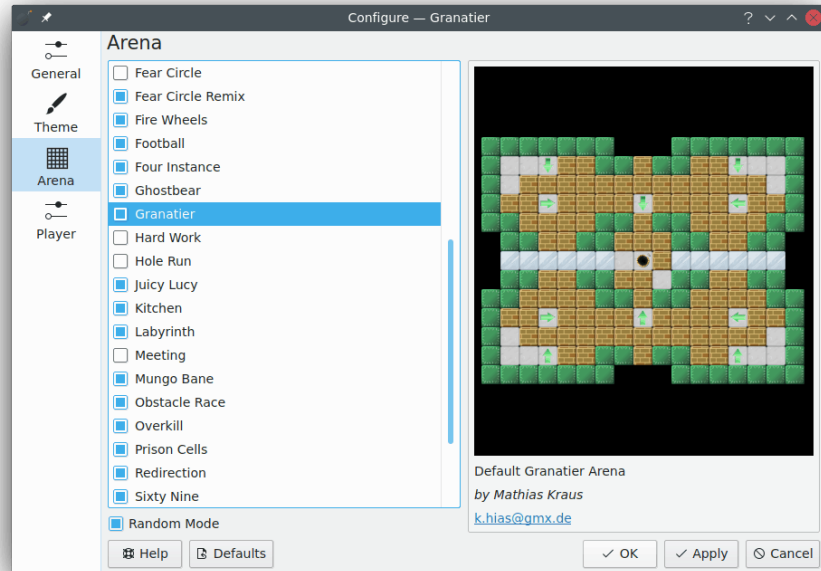 Configure — Granatier
?
General
Theme
Arena
Player
Arena
Fear Circle
Fear Circle Remix
Fire Wheels
Football
Four Instance
Ghostbear
Granatier
Hard Work
Hole Run
Juicy Lucy
Kitchen
Labyrinth
Meeting
Mungo Bane
Obstacle Race
Overkill
Prison Cells
Redirection
Sixty Nine
Random Mode
Default Granatier Arena
by Mathias Kraus
k.hias@gmx.de
Help
Defaults
OK
Apply
Cancel